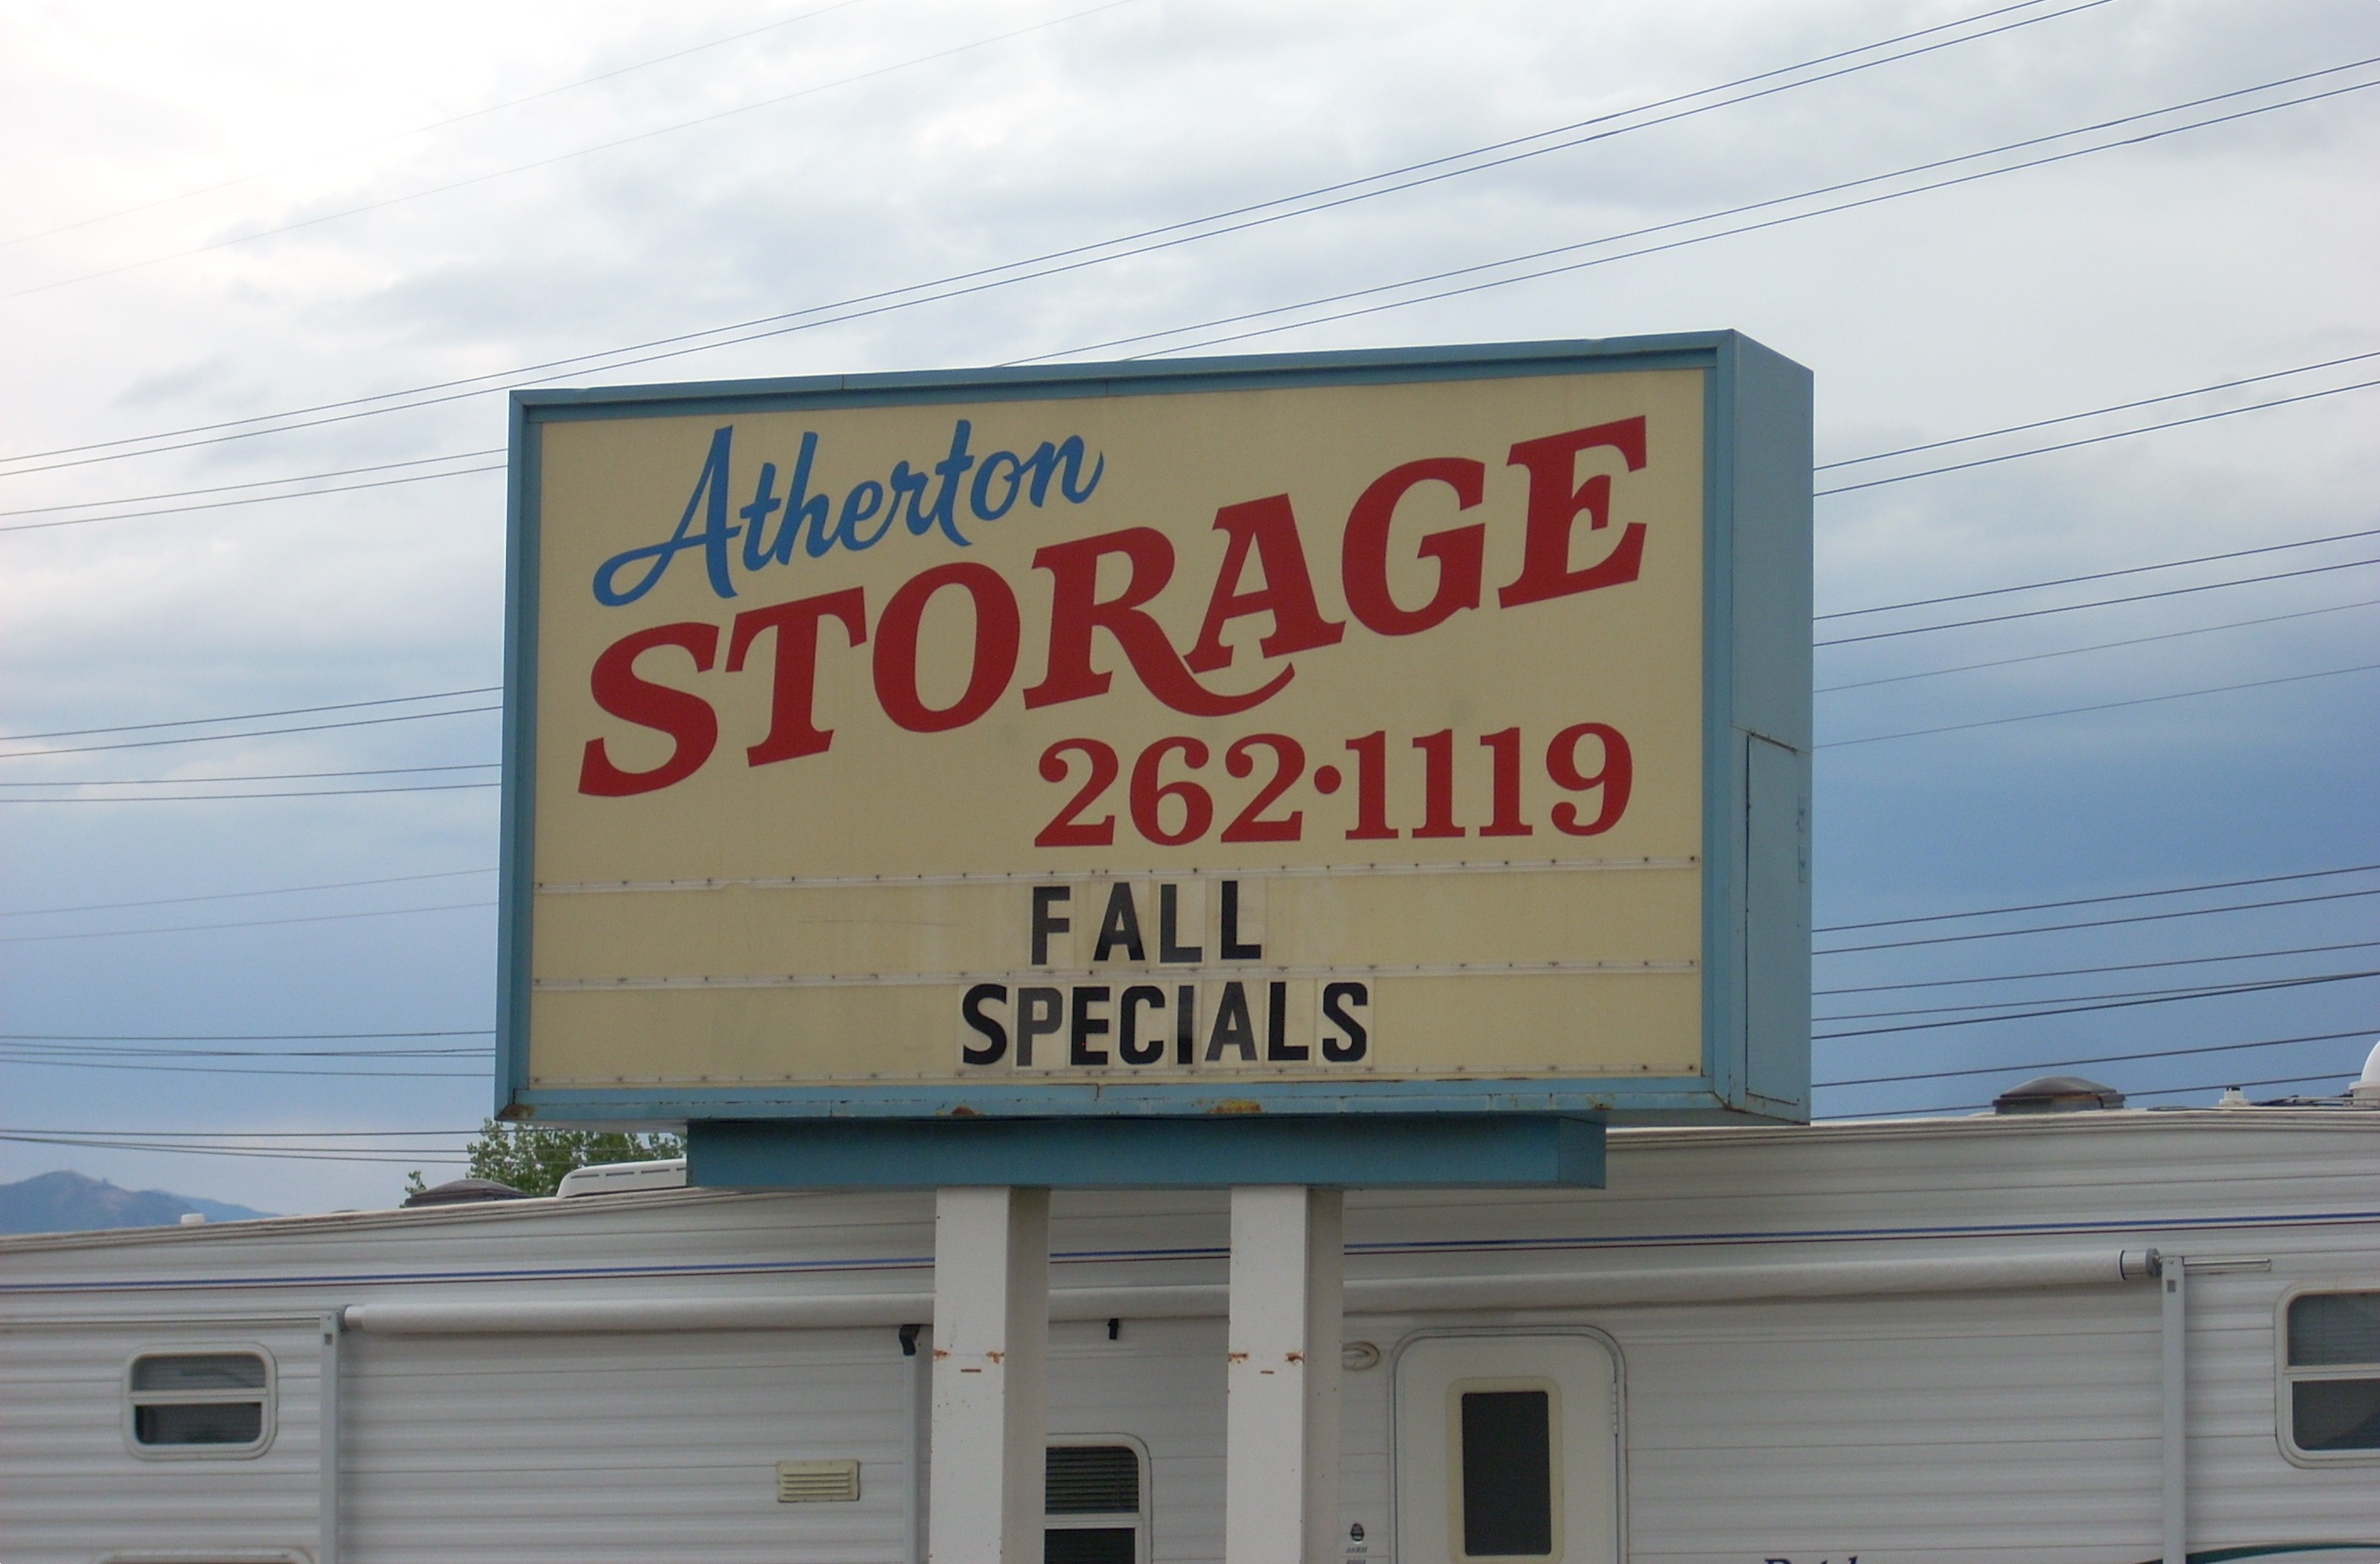 Atherton
STORAGE
262·1119
FALL
SPECIALS